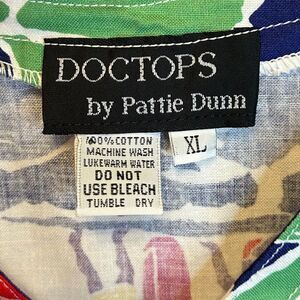 DOCTOPS
by Pattie Dunn
100% COTTON
MACHINE WASH
LUKEWARM WATER
DO NOT
USE BLEACH
TUMBLE DRY
XL